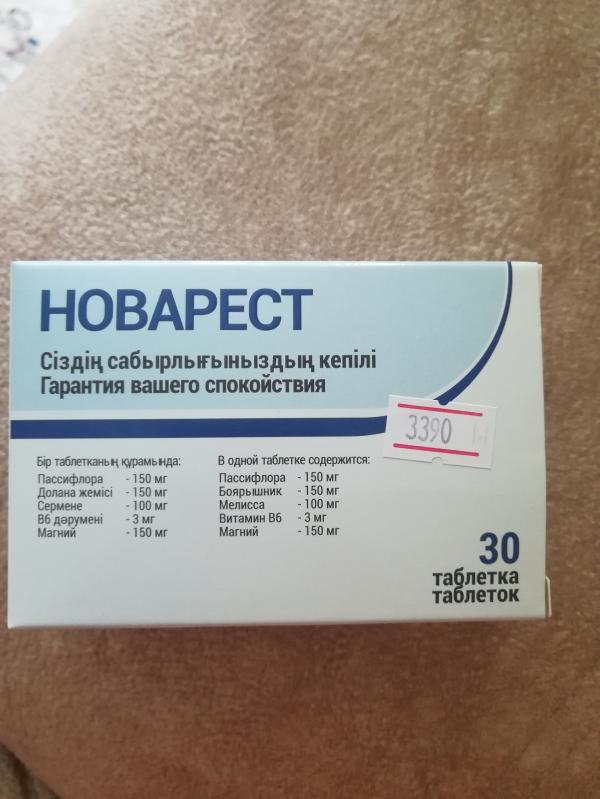 НОВАРЕСТ
Сіздің сабырлығыныздың кепілі
Гарантия вашего спокойствия
3390
Бір таблетканың құрамында:
Пассифлора - 150 мг
Долана жемісі - 150 мг
Сермене - 100 мг
В6 дәрумені - 3 мг
Магний - 150 мг
В одной таблетке содержится:
Пассифлора - 150 мг
Боярышник - 150 мг
Мелисса - 100 мг
Витамин В6 - 3 мг
Магний - 150 мг
30
таблетка
таблеток